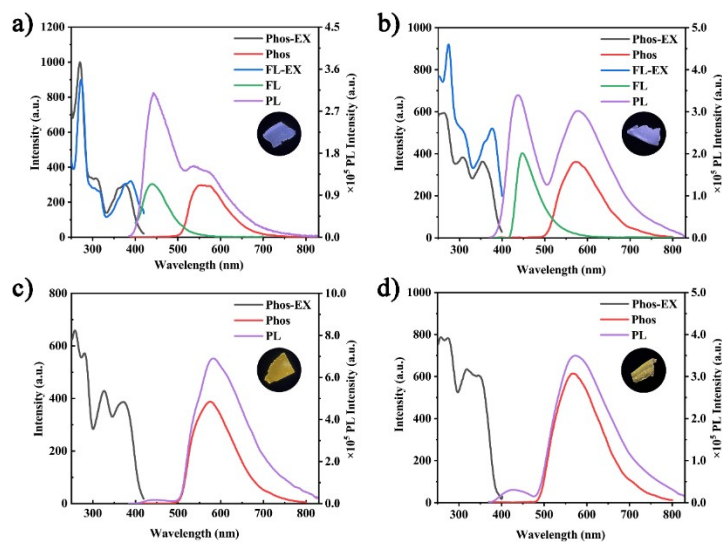 a)
1200
1000
800
600
400
200
0
Intensity (a.u.)
Phos-EX
Phos
FL-EX
FL
PL
4.5
3.6
2.7
1.8
0.9
0.0
×10⁵ PL Intensity (a.u.)
300 400 500 600 700 800
Wavelength (nm)
b)
1000
800
600
400
200
0
Intensity (a.u.)
Phos-EX
Phos
FL-EX
FL
PL
5.0
4.0
3.0
2.0
1.0
0.0
×10⁵ PL Intensity (a.u.)
300 400 500 600 700 800
Wavelength (nm)
c)
800
600
400
200
0
Intensity (a.u.)
Phos-EX
Phos
PL
10.0
8.0
6.0
4.0
2.0
0.0
×10⁵ PL Intensity (a.u.)
300 400 500 600 700 800
Wavelength (nm)
d)
1000
800
600
400
200
0
Intensity (a.u.)
Phos-EX
Phos
PL
5.0
4.0
3.0
2.0
1.0
0.0
×10⁵ PL Intensity (a.u.)
300 400 500 600 700 800
Wavelength (nm)